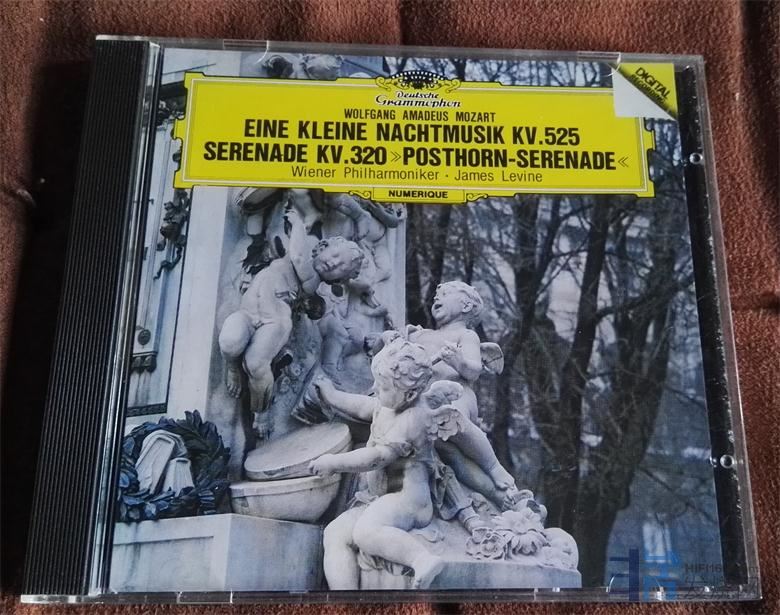 Deutsche
Grammophon
WOLFGANG AMADEUS MOZART
EINE KLEINE NACHTMUSIK KV.525
SERENADE KV.320 »POSTHORN-SERENADE«
Wiener Philharmoniker · James Levine
NUMERIQUE
DIGITAL
RECORDING